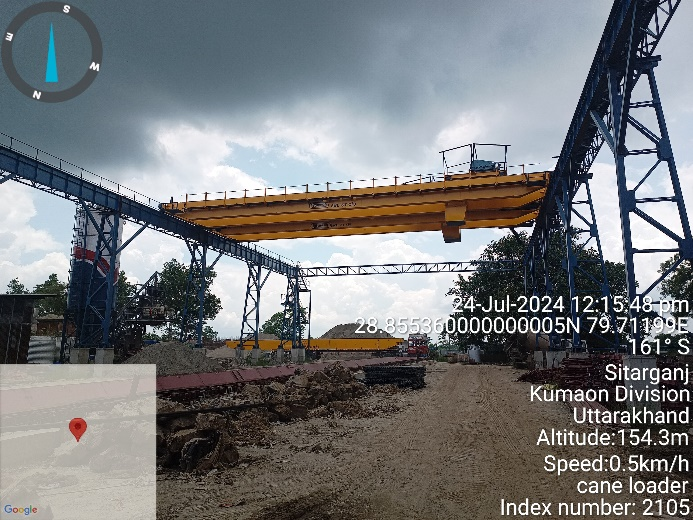 S
E
W
N
24-Jul-2024 12:15:48 pm
28.855360000000005N 79.71199E
161° S
Sitarganj
Kumaon Division
Uttarakhand
Altitude:154.3m
Speed:0.5km/h
cane loader
Index number: 2105
Google